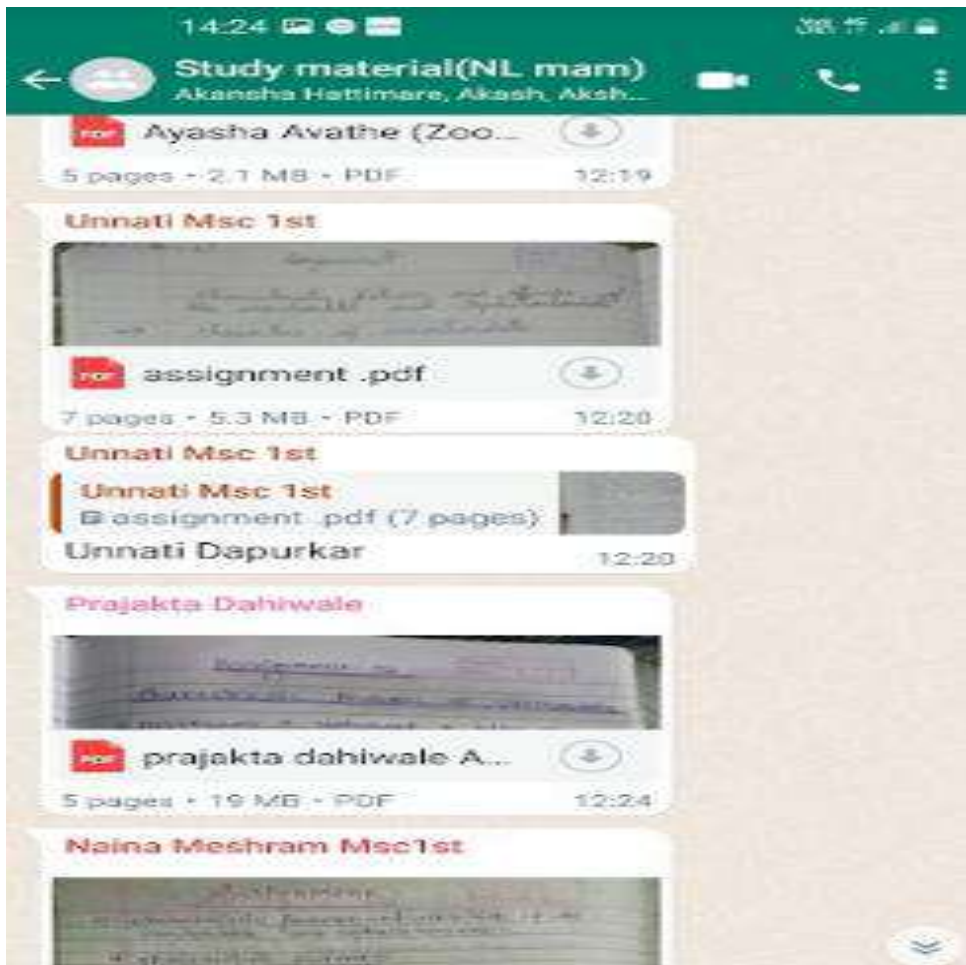 14:24
Study material(NL mam)
Akansha Hattimare, Akash, Aksh...
PDF Ayasha Avathe (Zoo...
5 pages • 2.1 MB • PDF 12:19
Unnati Msc 1st
PDF assignment .pdf
7 pages • 5.3 MB • PDF 12:20
Unnati Msc 1st
Unnati Msc 1st
assignment .pdf (7 pages)
Unnati Dapurkar 12:20
Prajakta Dahiwale
PDF prajakta dahiwale A...
5 pages • 19 MB • PDF 12:24
Naina Meshram Msc1st